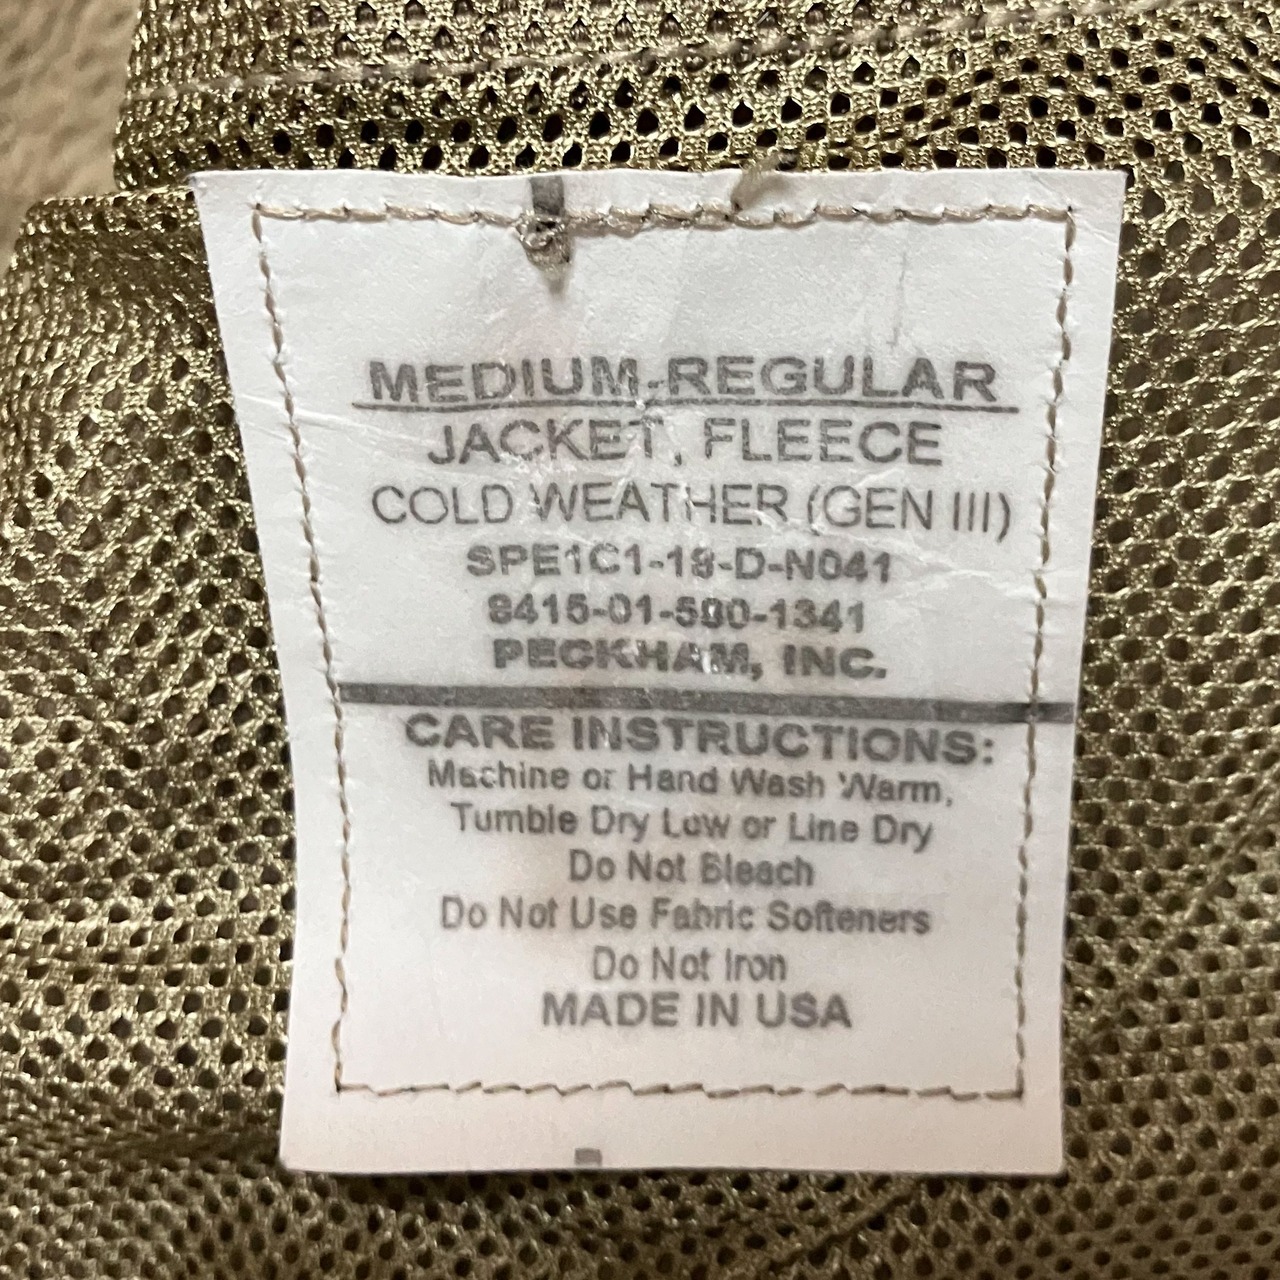 MEDIUM-REGULAR
JACKET, FLEECE
COLD WEATHER (GEN III)
SPE1C1-18-D-N041
8415-01-580-1341
PECKHAM, INC.
CARE INSTRUCTIONS:
Machine or Hand Wash Warm,
Tumble Dry Low or Line Dry
Do Not Bleach
Do Not Use Fabric Softeners
Do Not Iron
MADE IN USA